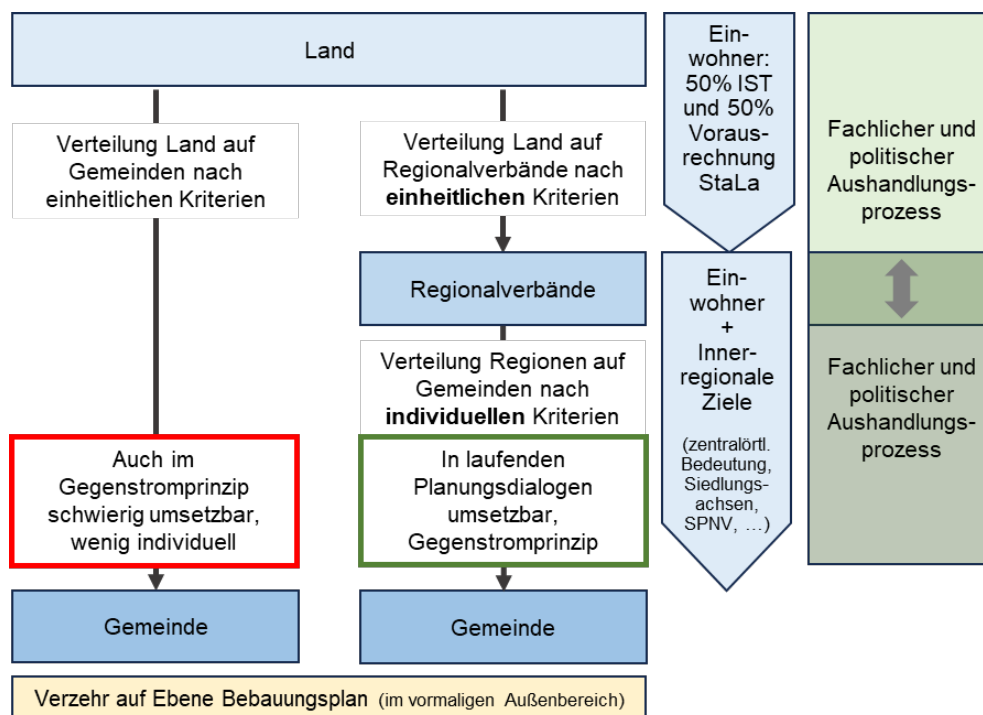 Land
Verteilung Land auf
Gemeinden nach
einheitlichen Kriterien
Auch im
Gegenstromprinzip
schwierig umsetzbar,
wenig individuell
Gemeinde
Verteilung Land auf
Regionalverbände nach
einheitlichen Kriterien
Regionalverbände
Verteilung Regionen auf
Gemeinden nach
individuellen Kriterien
In laufenden
Planungsdialogen
umsetzbar,
Gegenstromprinzip
Gemeinde
Verzehr auf Ebene Bebauungsplan (im vormaligen Außenbereich)
Ein-
wohner:
50% IST
und 50%
Voraus-
rechnung
StaLa
Ein-
wohner
+
Inner-
regionale
Ziele
(zentralörtl.
Bedeutung,
Siedlungs-
achsen,
SPNV, …)
Fachlicher und
politischer
Aushandlungs-
prozess
Fachlicher und
politischer
Aushandlungs-
prozess